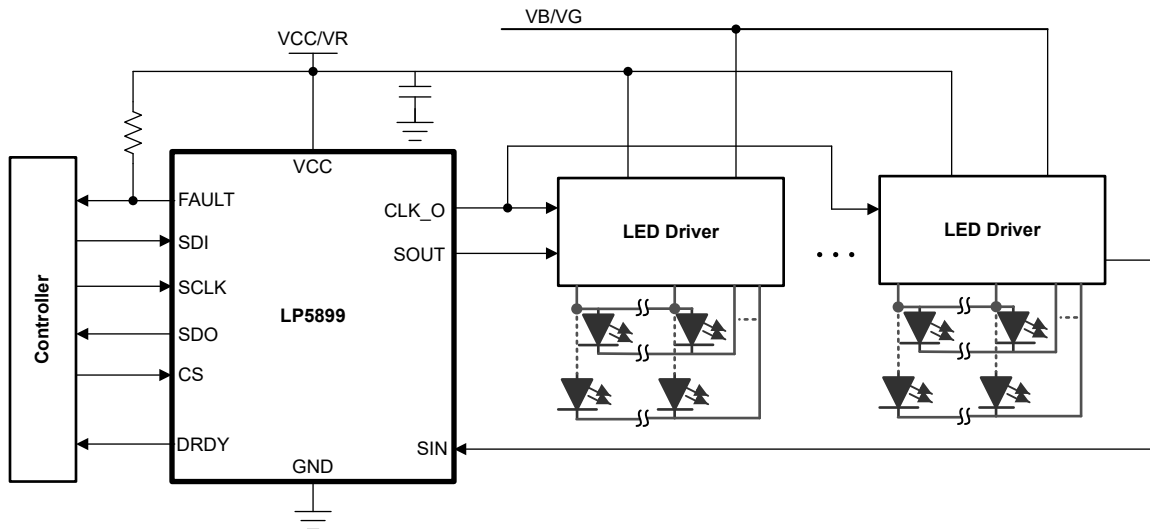 VB/VG
VCC/VR
VCC
Controller
FAULT
SDI
SCLK
SDO
CS
DRDY
LP5899
CLK_O
SOUT
SIN
GND
LED Driver
...
LED Driver